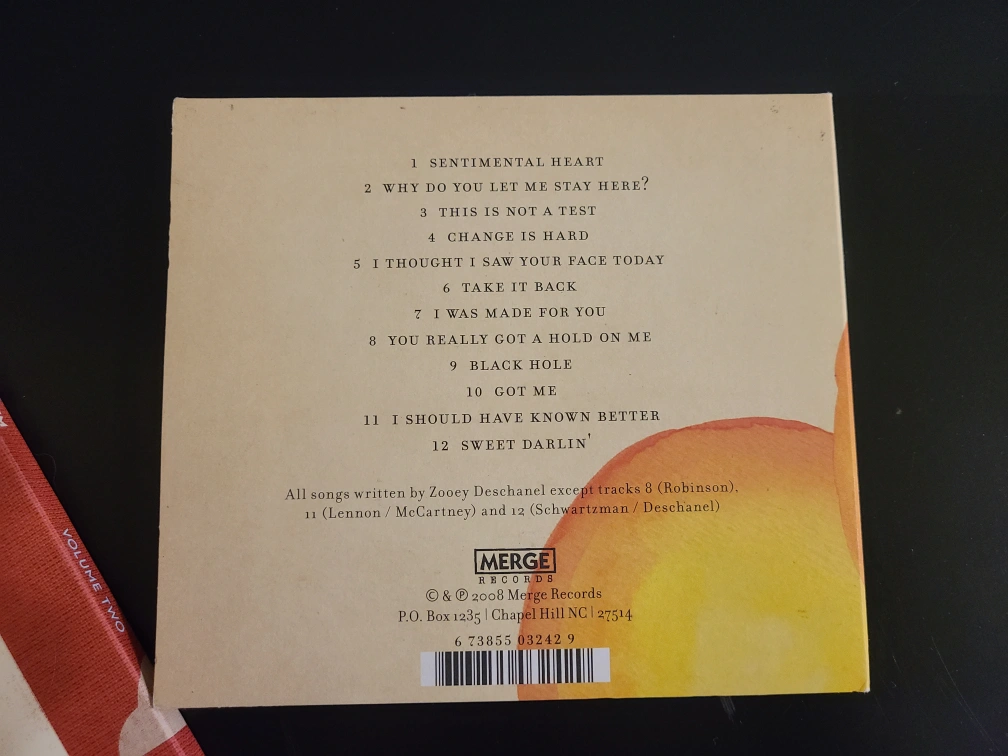 1 SENTIMENTAL HEART
2 WHY DO YOU LET ME STAY HERE?
3 THIS IS NOT A TEST
4 CHANGE IS HARD
5 I THOUGHT I SAW YOUR FACE TODAY
6 TAKE IT BACK
7 I WAS MADE FOR YOU
8 YOU REALLY GOT A HOLD ON ME
9 BLACK HOLE
10 GOT ME
11 I SHOULD HAVE KNOWN BETTER
12 SWEET DARLIN'
All songs written by Zooey Deschanel except tracks 8 (Robinson),
11 (Lennon / McCartney) and 12 (Schwartzman / Deschanel)
MERGE
RECORDS
© & ℗ 2008 Merge Records
P.O. Box 1235 | Chapel Hill NC | 27514
6 73855 03242 9
VOLUME TWO